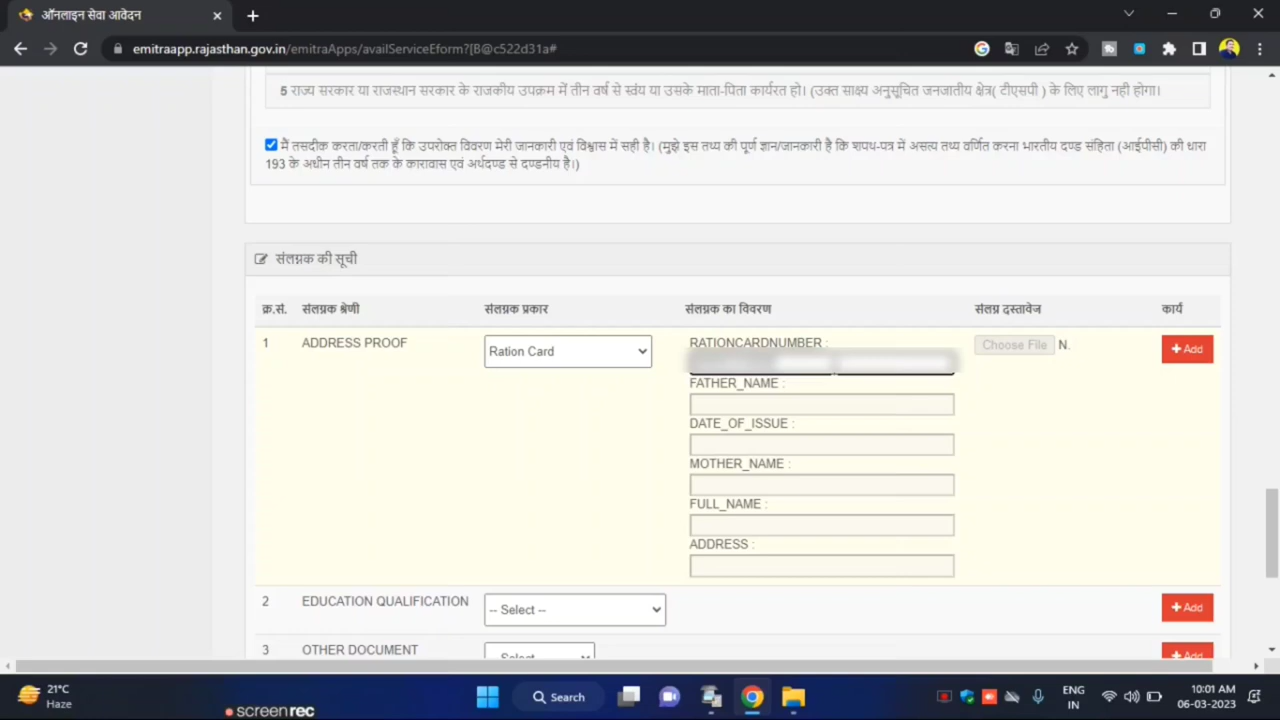 ऑनलाइन सेवा आवेदन
emitraapp.rajasthan.gov.in/emitraApps/availServiceEform?[B@c522d31a#
5 राज्य सरकार या राजस्थान सरकार के राजकीय उपक्रम में तीन वर्ष से स्वंय या उसके माता-पिता कार्यरत हो। (उक्त साक्ष्य अनुसूचित जनजातीय क्षेत्र( टीएसपी ) के लिए लागु नही होगा।
मैं तसदीक करता/करती हूँ कि उपरोक्त विवरण मेरी जानकारी एवं विश्वास में सही है। (मुझे इस तथ्य की पूर्ण ज्ञान/जानकारी है कि शपथ-पत्र में असत्य तथ्य वर्णित करना भारतीय दण्ड संहिता (आईपीसी) की धारा
193 के अधीन तीन वर्ष तक के कारावास एवं अर्थदण्ड से दण्डनीय है।)
संलग्नक की सूची
क्र.सं. संलग्नक श्रेणी संलग्नक प्रकार संलग्नक का विवरण संलग्न दस्तावेज कार्य
1 ADDRESS PROOF Ration Card RATIONCARDNUMBER : Choose File N. Add
FATHER_NAME :
DATE_OF_ISSUE :
MOTHER_NAME :
FULL_NAME :
ADDRESS :
2 EDUCATION QUALIFICATION -- Select -- Add
3 OTHER DOCUMENT -- Select -- Add
21°C
Haze
screenrec
Search
ENG
IN
10:01 AM
06-03-2023